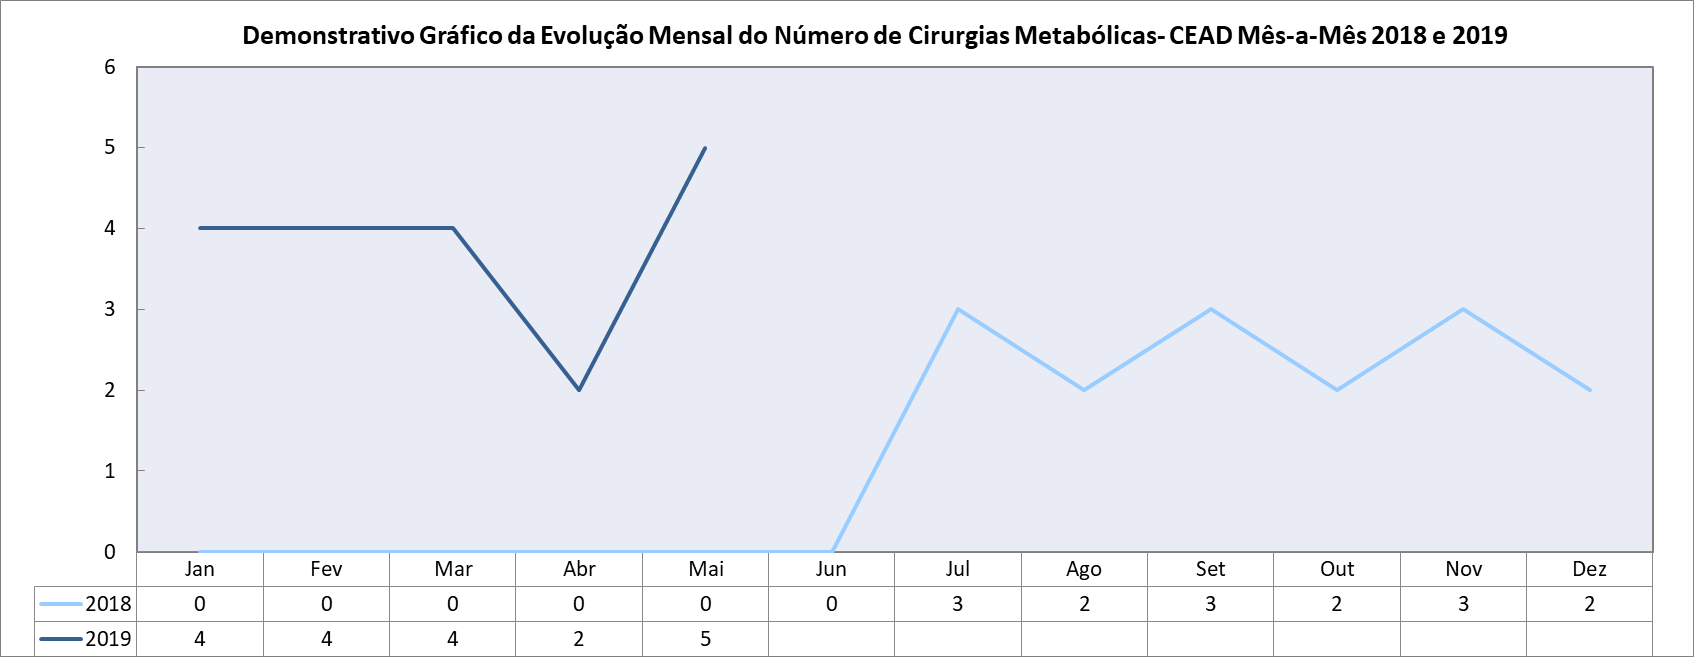 Demonstrativo Gráfico da Evolução Mensal do Número de Cirurgias Metabólicas- CEAD Mês-a-Mês 2018 e 2019
6
5
4
3
2
1
0
Jan Fev Mar Abr Mai Jun Jul Ago Set Out Nov Dez
2018 0 0 0 0 0 0 3 2 3 2 3 2
2019 4 4 4 2 5